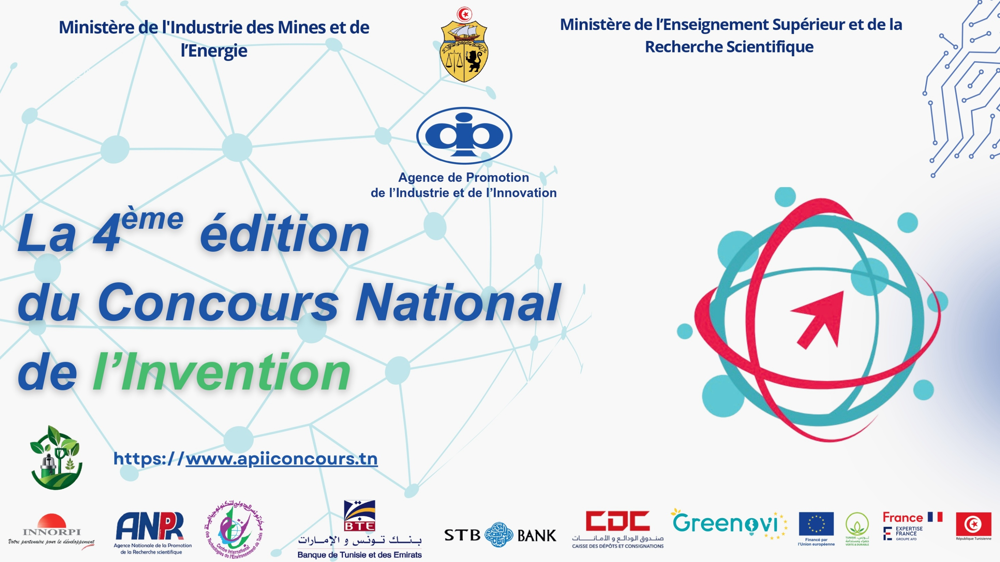 Ministère de l'Industrie des Mines et de
l’Energie
Ministère de l’Enseignement Supérieur et de la
Recherche Scientifique
Agence de Promotion
de l’Industrie et de l’Innovation
La 4ème édition
du Concours National
de l’Invention
https://www.apiiconcours.tn
INNORPI
Votre partenaire pour le développement
ANPR
Agence Nationale de la Promotion
de la Recherche scientifique
مركز تونس الدولي لتكنولوجيا البيئة
Centre International
des Technologies de l'Environnement de Tunis
BTE
بنك تونس و الإمارات
Banque de Tunisie et des Emirats
STB BANK
CDC
صندوق الودائع و الأمانات
CAISSE DES DÉPÔTS ET CONSIGNATIONS
Greenovi
Financé par
l'Union européenne
TUNISIE تونس
خضراء ومستدامة
VERTE & DURABLE
France
EXPERTISE
FRANCE
GROUPE AFD
République Tunisienne